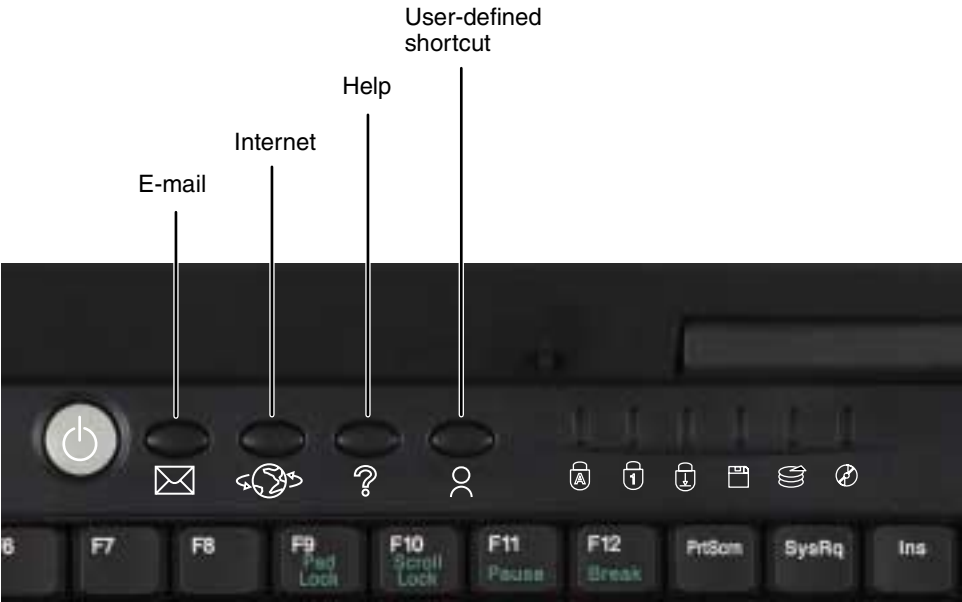 User-defined
shortcut
Help
Internet
E-mail
A
1
6
F7
F8
F9
Pad
Lock
F10
Scroll
Lock
F11
Pause
F12
Break
PrtScrn
SysRq
Ins